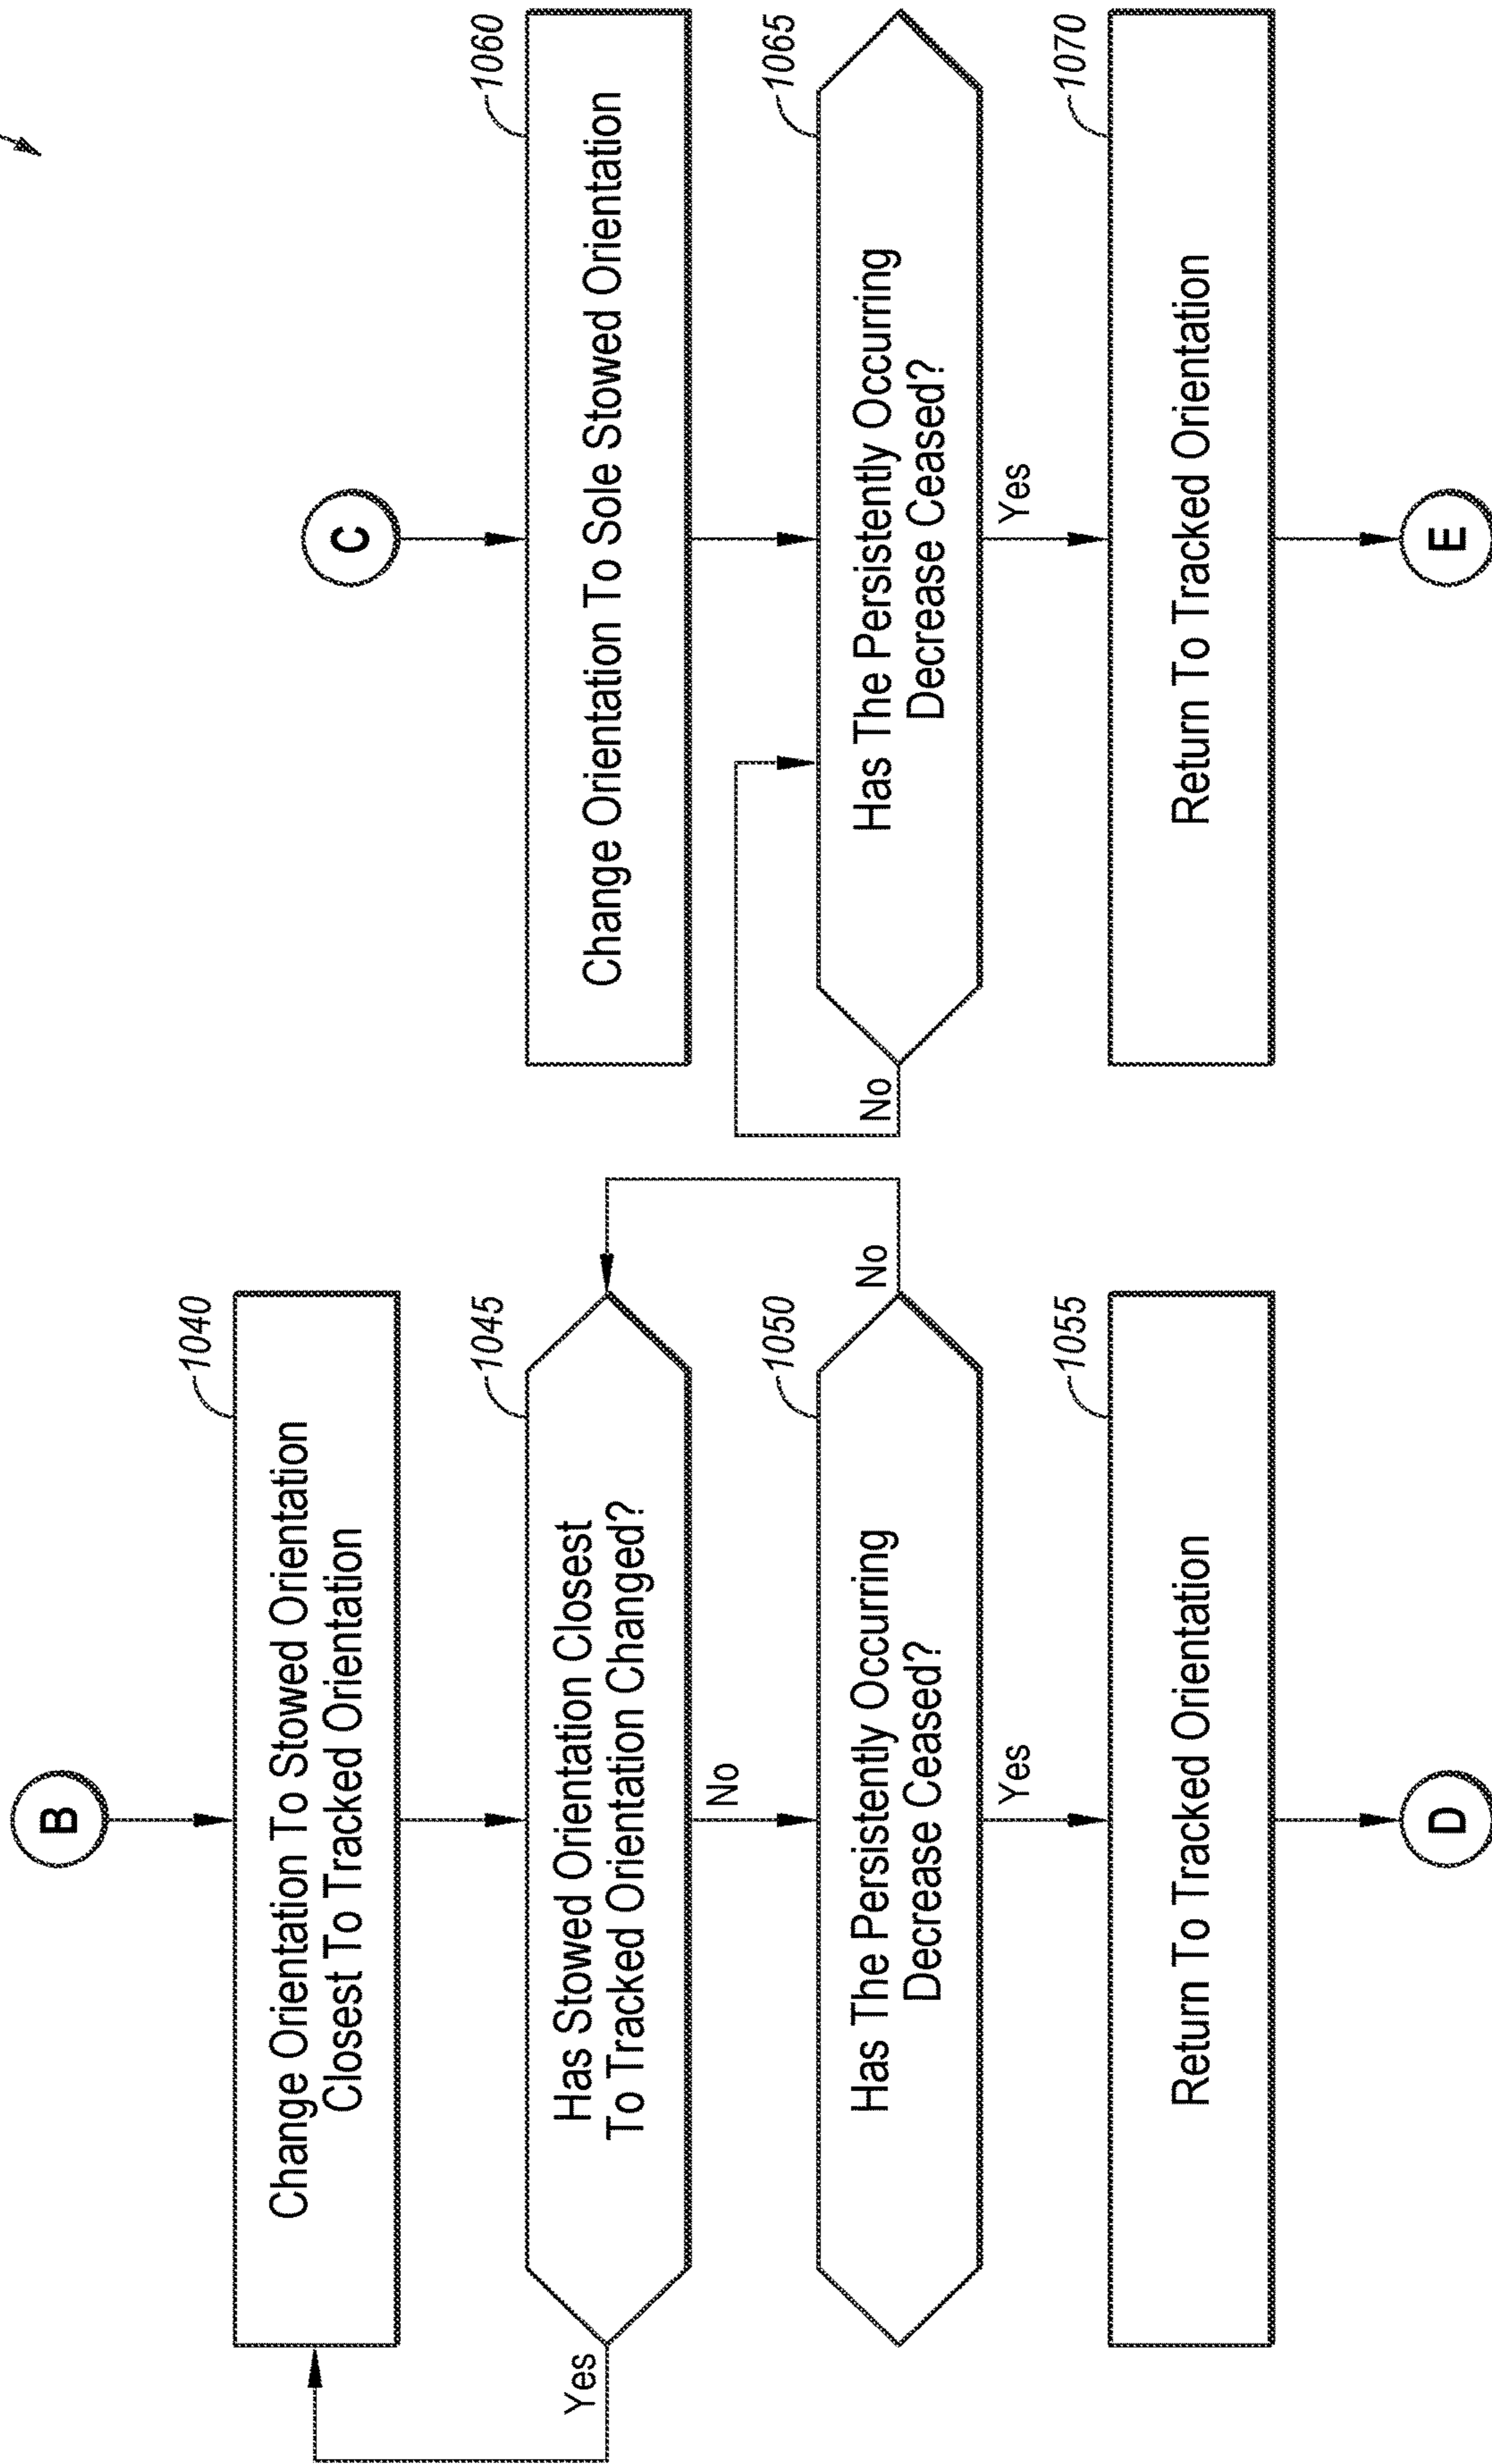 B
1040
Change Orientation To Stowed Orientation
Closest To Tracked Orientation
1045
Has Stowed Orientation Closest
To Tracked Orientation Changed?
Yes
No
1050
Has The Persistently Occurring
Decrease Ceased?
No
Yes
1055
Return To Tracked Orientation
D
C
1060
Change Orientation To Sole Stowed Orientation
1065
Has The Persistently Occurring
Decrease Ceased?
No
Yes
1070
Return To Tracked Orientation
E